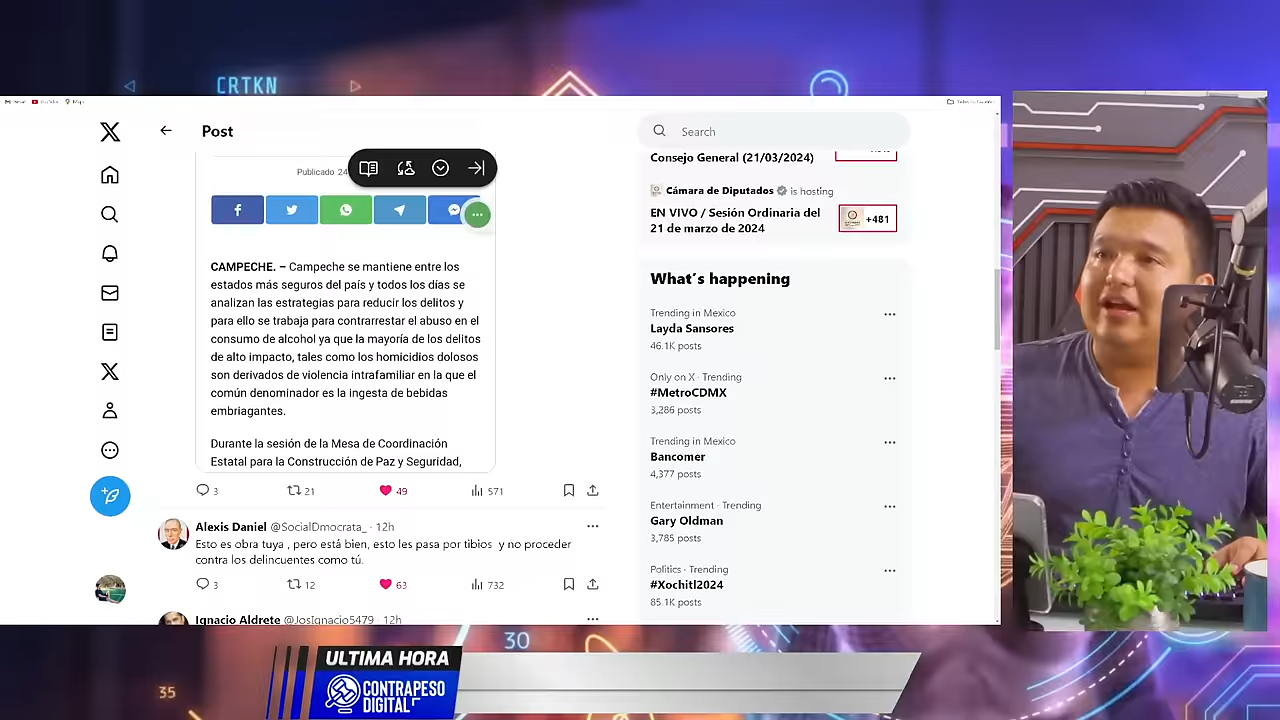 CRTKN
Post
Search
Publicado 24
Consejo General (21/03/2024)
Cámara de Diputados is hosting
EN VIVO / Sesión Ordinaria del
21 de marzo de 2024
+481
CAMPECHE. – Campeche se mantiene entre los
estados más seguros del país y todos los días se
analizan las estrategias para reducir los delitos y
para ello se trabaja para contrarrestar el abuso en el
consumo de alcohol ya que la mayoría de los delitos
de alto impacto, tales como los homicidios dolosos
son derivados de violencia intrafamiliar en la que el
común denominador es la ingesta de bebidas
embriagantes.
Durante la sesión de la Mesa de Coordinación
Estatal para la Construcción de Paz y Seguridad,
3 21 49 571
Alexis Daniel @SocialDmocrata_ · 12h
Esto es obra tuya , pro está bien, esto les pasa por tibios y no proceder
contra los delincuentes como tú.
3 12 63 732
Ignacio Aldrete @JosIgnacio5479 · 12h
What's happening
Trending in Mexico
Layda Sansores
46.1K posts
Only on X · Trending
#MetroCDMX
3,286 posts
Trending in Mexico
Bancomer
4,377 posts
Entertainment · Trending
Gary Oldman
3,785 posts
Politics · Trending
#Xochitl2024
85.1K posts
30
35
ULTIMA HORA
CONTRAPESO
DIGITAL